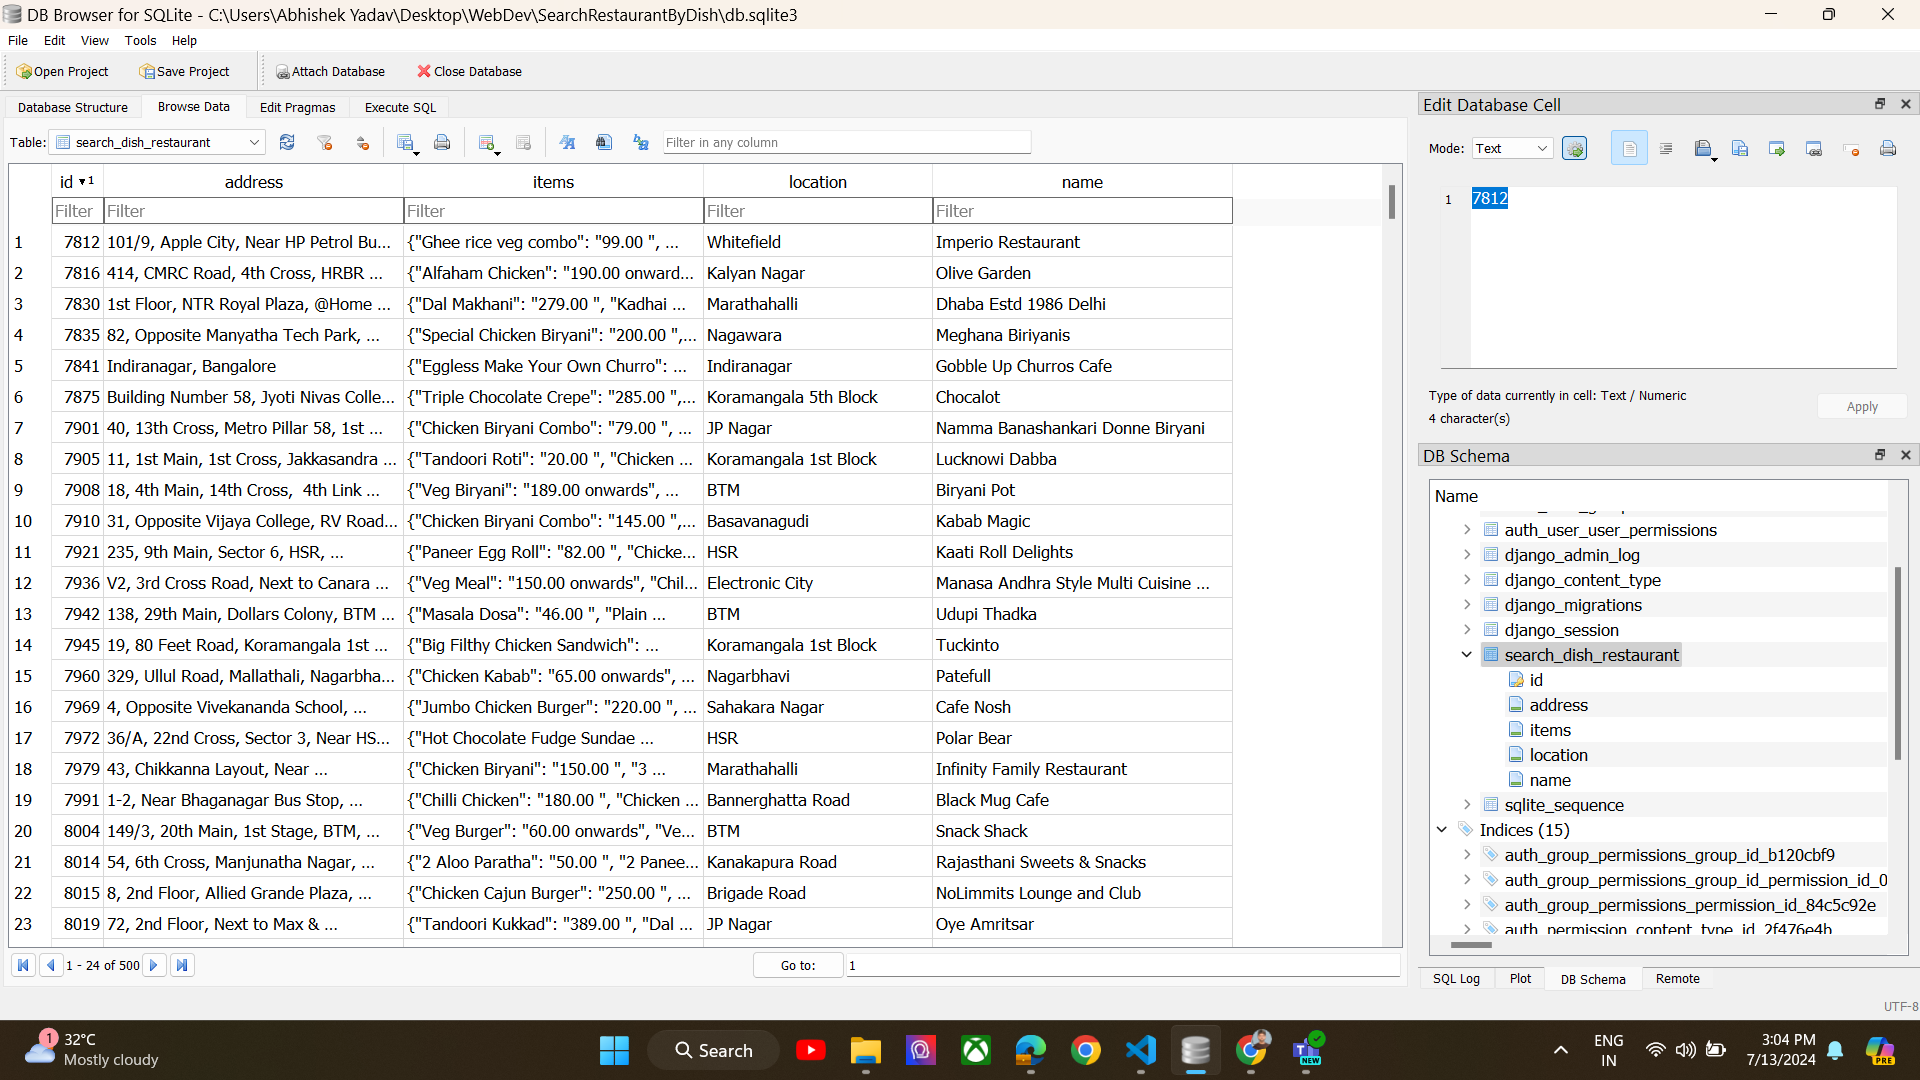 DB Browser for SQLite - C:\Users\Abhishek Yadav\Desktop\WebDev\SearchRestaurantByDish\db.sqlite3
File Edit View Tools Help
Open Project Save Project Attach Database Close Database
Database Structure Browse Data Edit Pragmas Execute SQL
Table: search_dish_restaurant Filter in any column
id 1 address items location name
Filter Filter Filter Filter Filter
1 7812 101/9, Apple City, Near HP Petrol Bu... {"Ghee rice veg combo": "99.00 ", ... Whitefield Imperio Restaurant
2 7816 414, CMRC Road, 4th Cross, HRBR ... {"Alfaham Chicken": "190.00 onward... Kalyan Nagar Olive Garden
3 7830 1st Floor, NTR Royal Plaza, @Home ... {"Dal Makhani": "279.00 ", "Kadhai ... Marathahalli Dhaba Estd 1986 Delhi
4 7835 82, Opposite Manyatha Tech Park, ... {"Special Chicken Biryani": "200.00 ",... Nagawara Meghana Biriyanis
5 7841 Indiranagar, Bangalore {"Eggless Make Your Own Churro": ... Indiranagar Gobble Up Churros Cafe
6 7875 Building Number 58, Jyoti Nivas Colle... {"Triple Chocolate Crepe": "285.00 ",... Koramangala 5th Block Chocalot
7 7901 40, 13th Cross, Metro Pillar 58, 1st ... {"Chicken Biryani Combo": "79.00 ", ... JP Nagar Namma Banashankari Donne Biryani
8 7905 11, 1st Main, 1st Cross, Jakkasandra ... {"Tandoori Roti": "20.00 ", "Chicken ... Koramangala 1st Block Lucknowi Dabba
9 7908 18, 4th Main, 14th Cross,  4th Link ... {"Veg Biryani": "189.00 onwards", ... BTM Biryani Pot
10 7910 31, Opposite Vijaya College, RV Road... {"Chicken Biryani Combo": "145.00 ",... Basavanagudi Kabab Magic
11 7921 235, 9th Main, Sector 6, HSR, ... {"Paneer Egg Roll": "82.00 ", "Chicke... HSR Kaati Roll Delights
12 7936 V2, 3rd Cross Road, Next to Canara ... {"Veg Meal": "150.00 onwards", "Chil... Electronic City Manasa Andhra Style Multi Cuisine ...
13 7942 138, 29th Main, Dollars Colony, BTM ... {"Masala Dosa": "46.00 ", "Plain ... BTM Udupi Thadka
14 7945 19, 80 Feet Road, Koramangala 1st ... {"Big Filthy Chicken Sandwich": ... Koramangala 1st Block Tuckinto
15 7960 329, Ullul Road, Mallathali, Nagarbha... {"Chicken Kabab": "65.00 onwards", ... Nagarbhavi Patefull
16 7969 4, Opposite Vivekananda School, ... {"Jumbo Chicken Burger": "220.00 ", ... Sahakara Nagar Cafe Nosh
17 7972 36/A, 22nd Cross, Sector 3, Near HS... {"Hot Chocolate Fudge Sundae ... HSR Polar Bear
18 7979 43, Chikkanna Layout, Near ... {"Chicken Biryani": "150.00 ", "3 ... Marathahalli Infinity Family Restaurant
19 7991 1-2, Near Bhaganagar Bus Stop, ... {"Chilli Chicken": "180.00 ", "Chicken ... Bannerghatta Road Black Mug Cafe
20 8004 149/3, 20th Main, 1st Stage, BTM, ... {"Veg Burger": "60.00 onwards", "Ve... BTM Snack Shack
21 8014 54, 6th Cross, Manjunatha Nagar, ... {"2 Aloo Paratha": "50.00 ", "2 Panee... Kanakapura Road Rajasthani Sweets & Snacks
22 8015 8, 2nd Floor, Allied Grande Plaza, ... {"Chicken Cajun Burger": "250.00 ", ... Brigade Road NoLimmits Lounge and Club
23 8019 72, 2nd Floor, Next to Max & ... {"Tandoori Kukkad": "389.00 ", "Dal ... JP Nagar Oye Amritsar
1 - 24 of 500 Go to: 1
Edit Database Cell
Mode: Text
1 7812
Type of data currently in cell: Text / Numeric
4 character(s)
Apply
DB Schema
Name
auth_user_user_permissions
django_admin_log
django_content_type
django_migrations
django_session
search_dish_restaurant
id
address
items
location
name
sqlite_sequence
Indices (15)
auth_group_permissions_group_id_b120cbf9
auth_group_permissions_group_id_permission_id_0
auth_group_permissions_permission_id_84c5c92e
auth_permission_content_type_id_2f476e4b
SQL Log Plot DB Schema Remote
UTF-8
1 32°C
Mostly cloudy
Search
NEW
ENG
IN
3:04 PM
7/13/2024
PRE